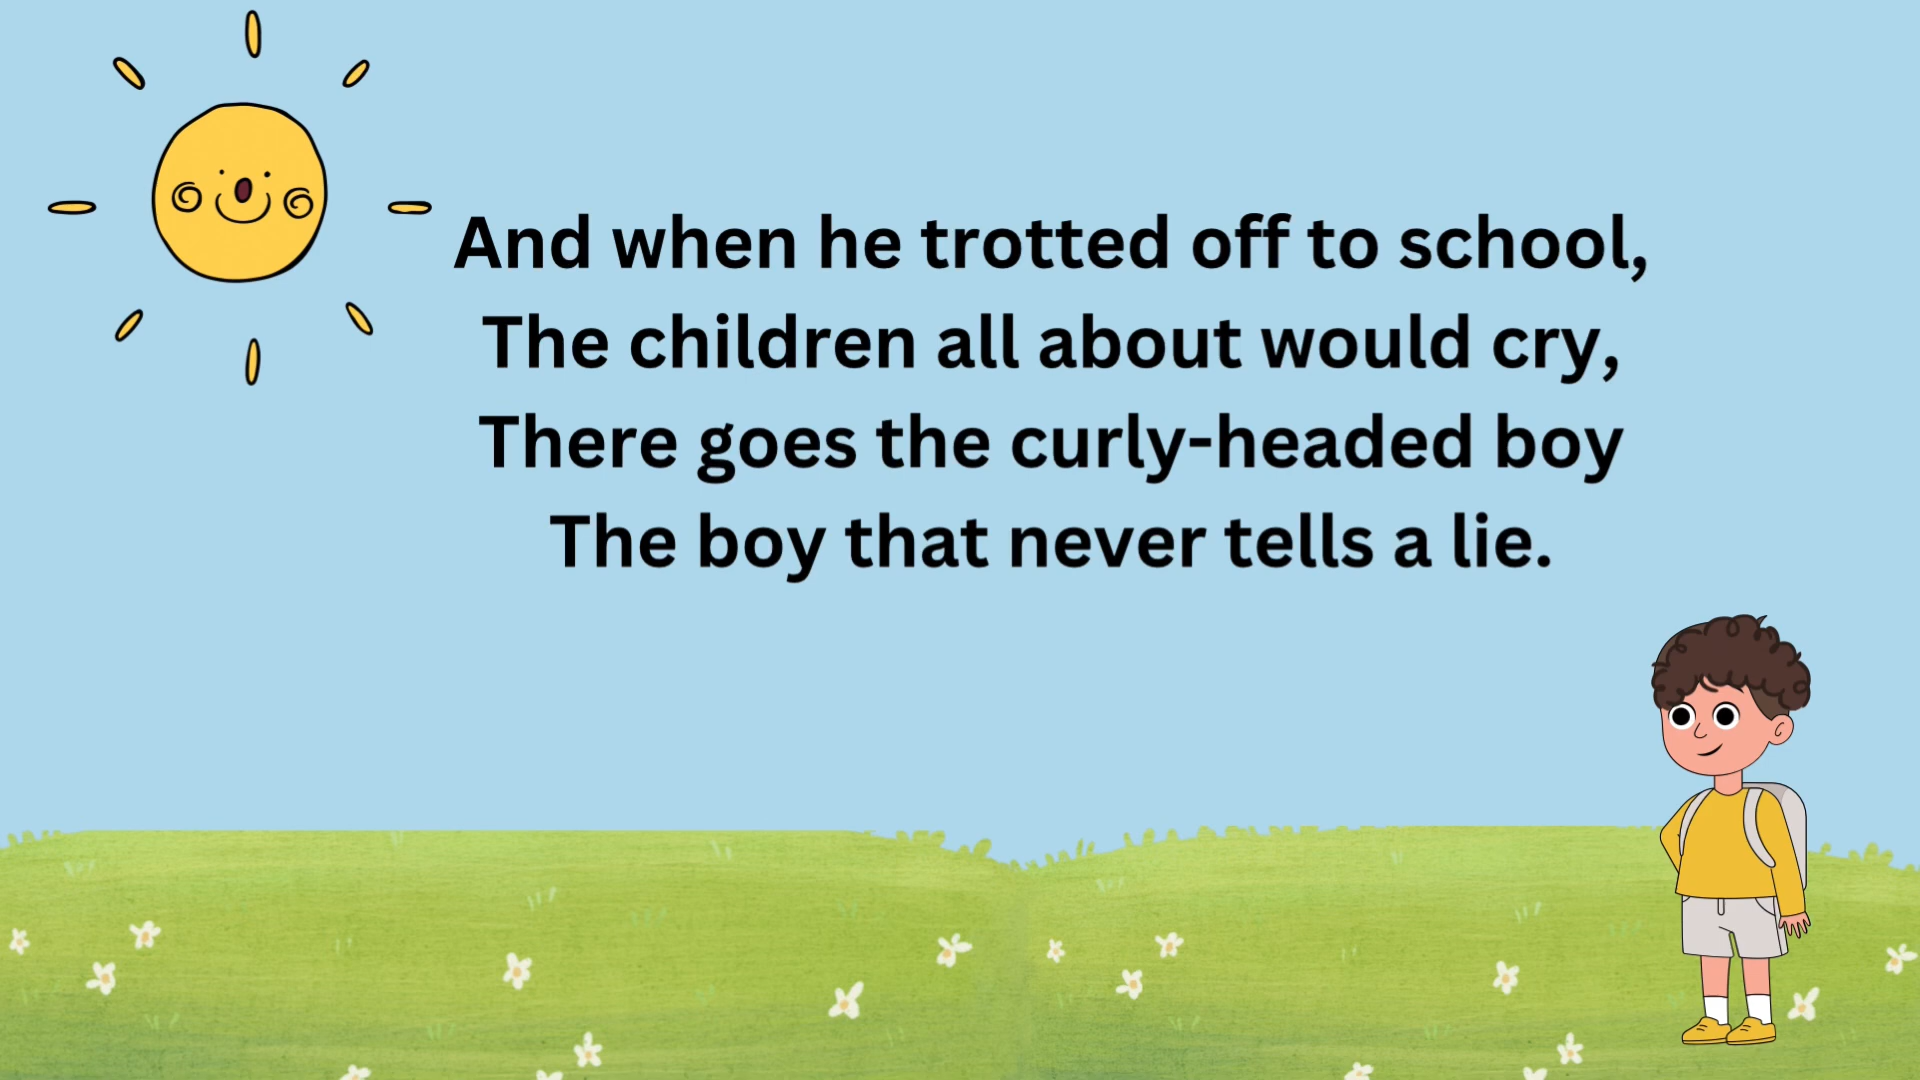 And when he trotted off to school,
The children all about would cry,
There goes the curly-headed boy
The boy that never tells a lie.